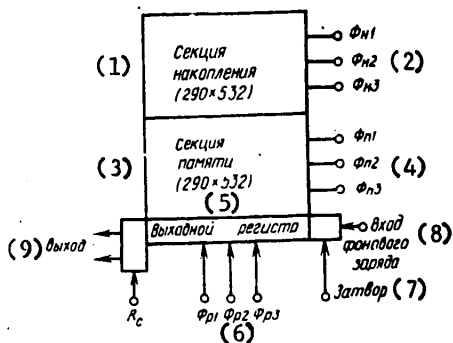 Секция
накопления
(290×532)
(1)
Фн1
Фн2
(2)
Фн3
Секция
памяти
(290×532)
(3)
Фп1
Фп2
(4)
Фп3
(5)
выходной регистр
(9) выход
Вход
фонового
заряда
(8)
Затвор (7)
Rc
Фр1 Фр2 Фр3
(6)